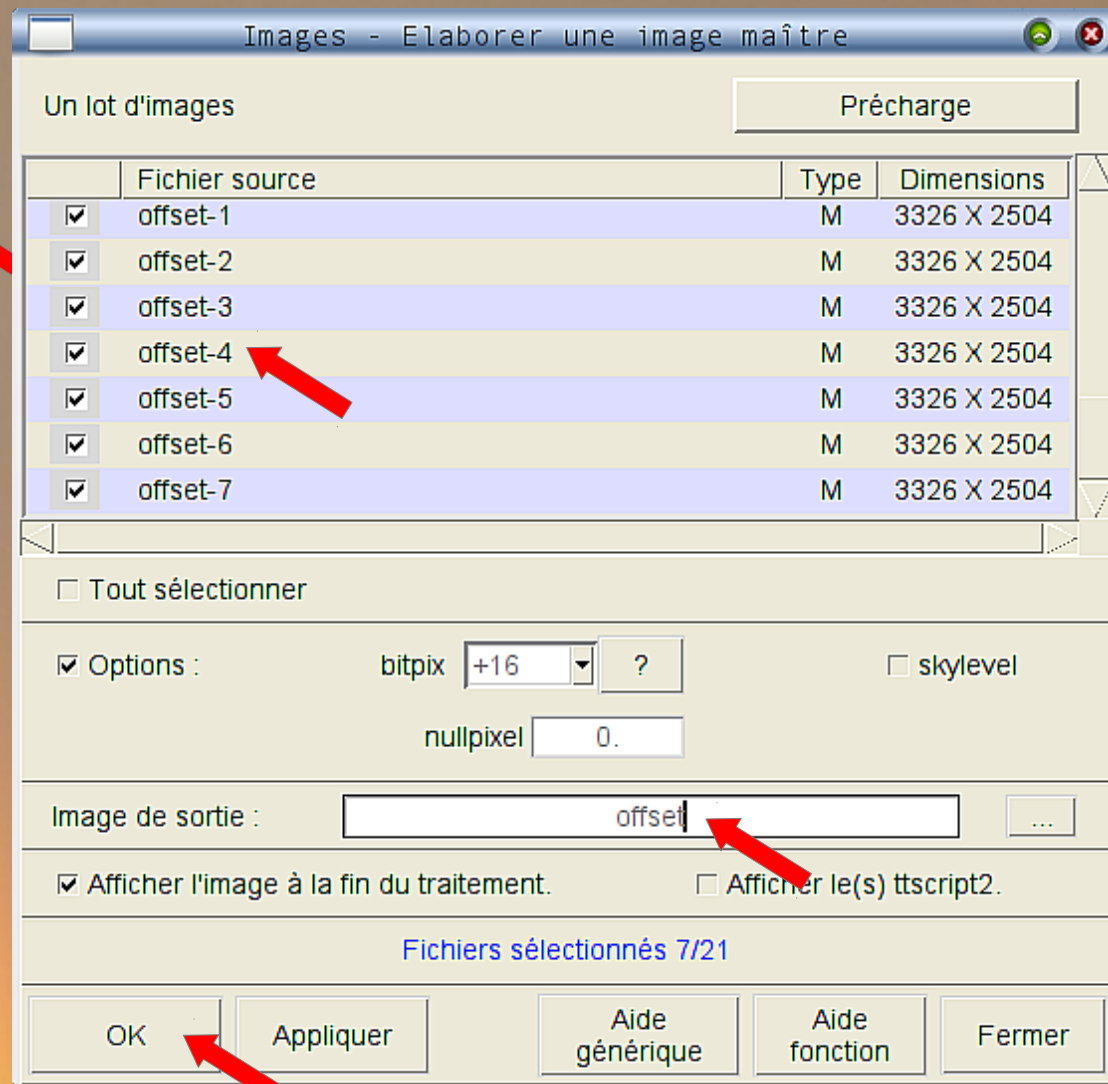 Images - Elaborer une image maître
Un lot d'images Précharge
Fichier source Type Dimensions
offset-1 M 3326 X 2504
offset-2 M 3326 X 2504
offset-3 M 3326 X 2504
offset-4 M 3326 X 2504
offset-5 M 3326 X 2504
offset-6 M 3326 X 2504
offset-7 M 3326 X 2504
Tout sélectionner
Options : bitpix +16 ? skylevel
nullpixel 0.
Image de sortie : offset ...
Afficher l'image à la fin du traitement. Afficher le(s) ttscript2.
Fichiers sélectionnés 7/21
OK Appliquer Aide générique Aide fonction Fermer